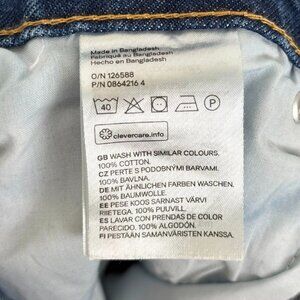 Made in Bangladesh
Fabriqué au Bangladesh
Hecho en Bangladesh
O/N 126588
P/N 0864216 4
40 P
clevercare.info
GB WASH WITH SIMILAR COLOURS.
100% COTTON.
CZ PERTE S PODOBNÝMI BARVAMI.
100% BAVLNA.
DE MIT ÄHNLICHEN FARBEN WASCHEN.
100% BAUMWOLLE.
EE PESE KOOS SARNAST VÄRVI
RIIETEGA. 100% PUUVILL.
ES LAVAR CON PRENDAS DE COLOR
PARECIDO. 100% ALGODÓN.
FI PESTÄÄN SAMANVÄRISTEN KANSSA.